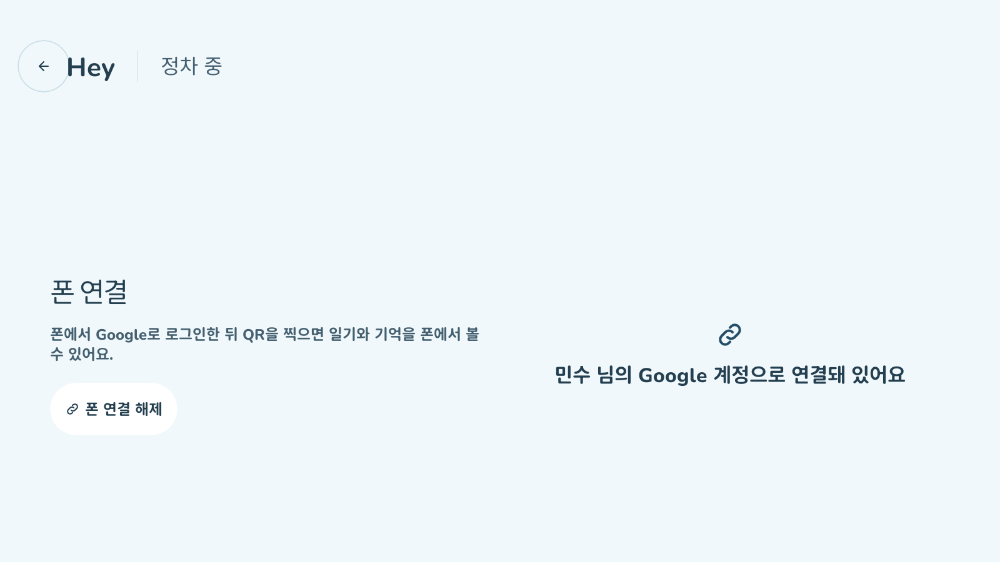 Hey
정차 중
폰 연결
폰에서 Google로 로그인한 뒤 QR을 찍으면 일기와 기억을 폰에서 볼
수 있어요.
폰 연결 해제
민수 님의 Google 계정으로 연결돼 있어요